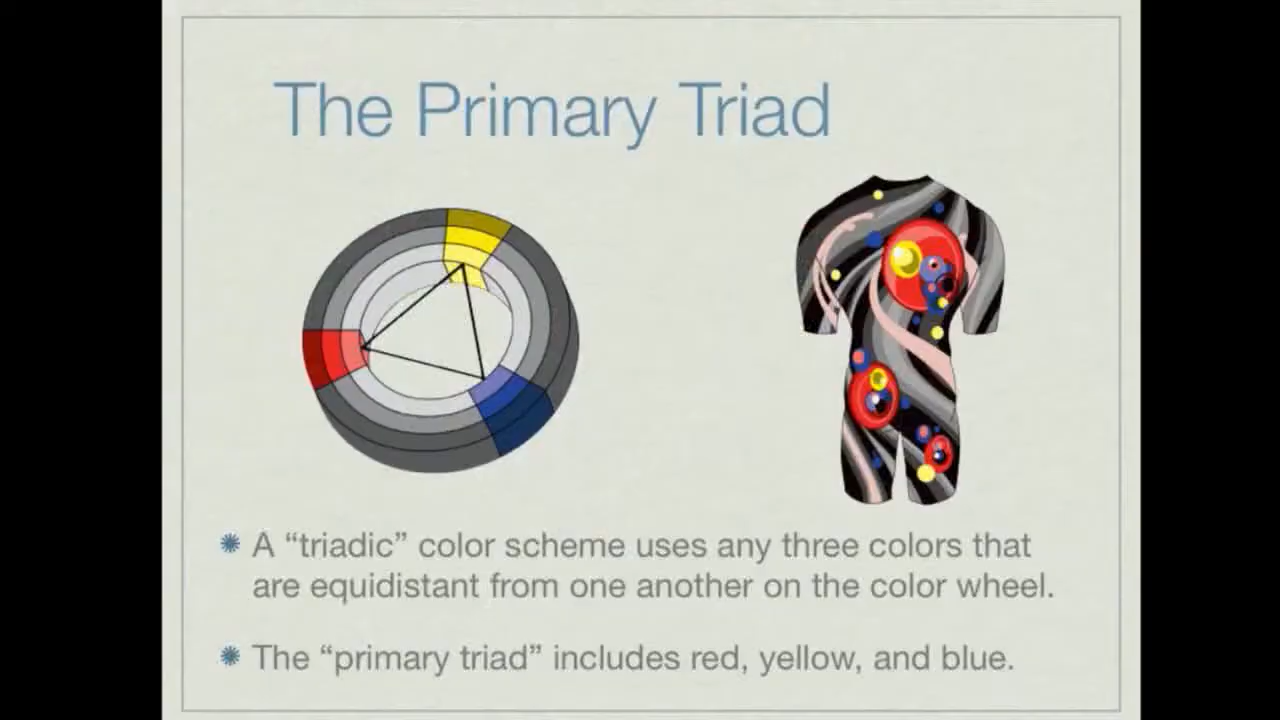 The Primary Triad
A “triadic” color scheme uses any three colors that
are equidistant from one another on the color wheel.
The “primary triad” includes red, yellow, and blue.